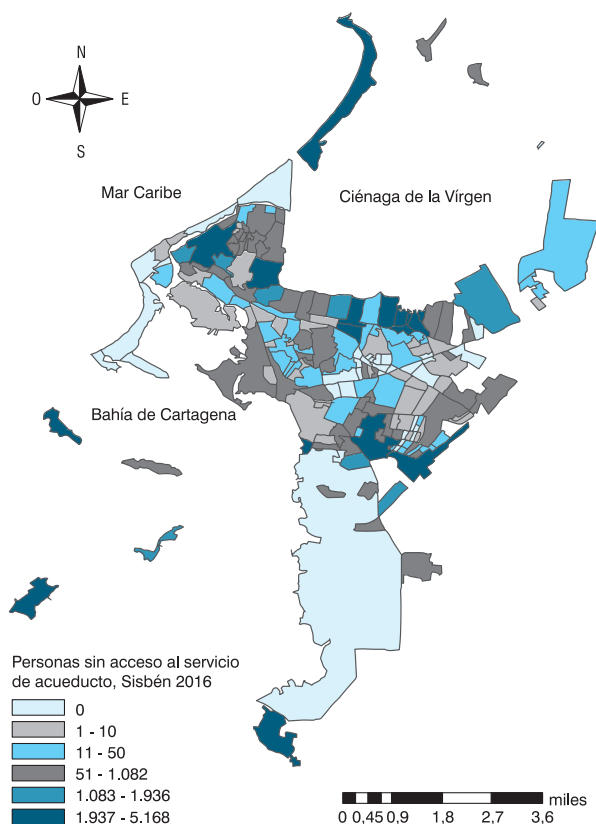 N
O E
S
Mar Caribe
Ciénaga de la Vírgen
Bahía de Cartagena
Personas sin acceso al servicio
de acueducto, Sisbén 2016
0
1 - 10
11 - 50
51 - 1.082
1.083 - 1.936
1.937 - 5.168
miles
0 0,45 0,9 1,8 2,7 3,6